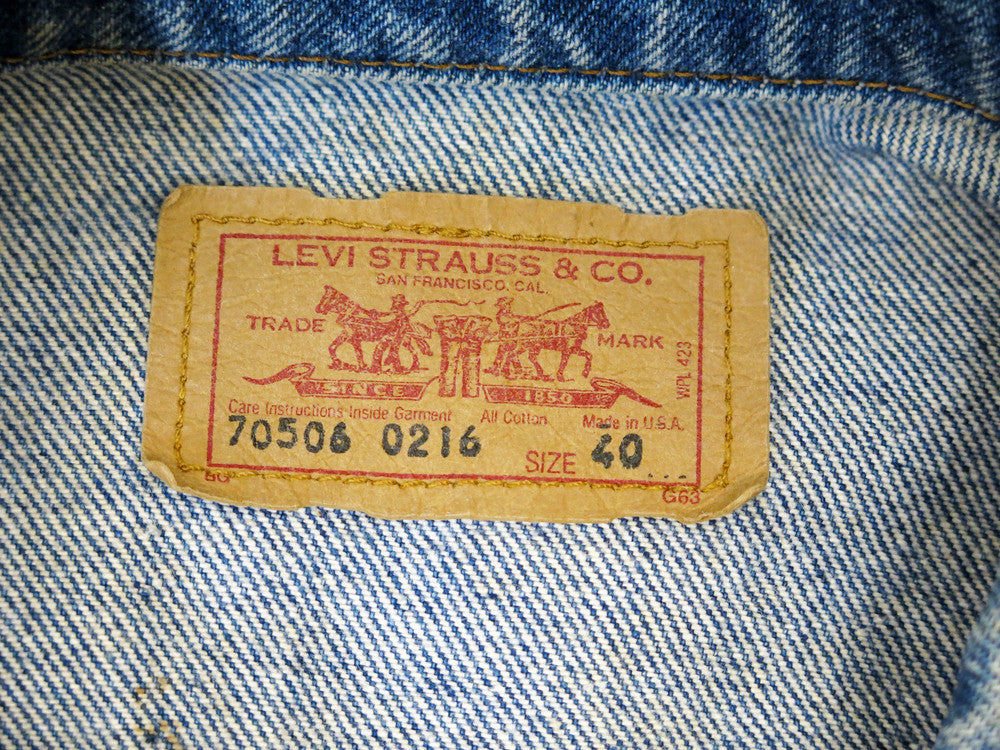 LEVI STRAUSS & CO.
SAN FRANCISCO, CAL.
TRADE MARK
WPL 423
SINCE 1850
Care Instructions Inside Garment All Cotton Made in U.S.A.
70506 0216 SIZE 40
G63